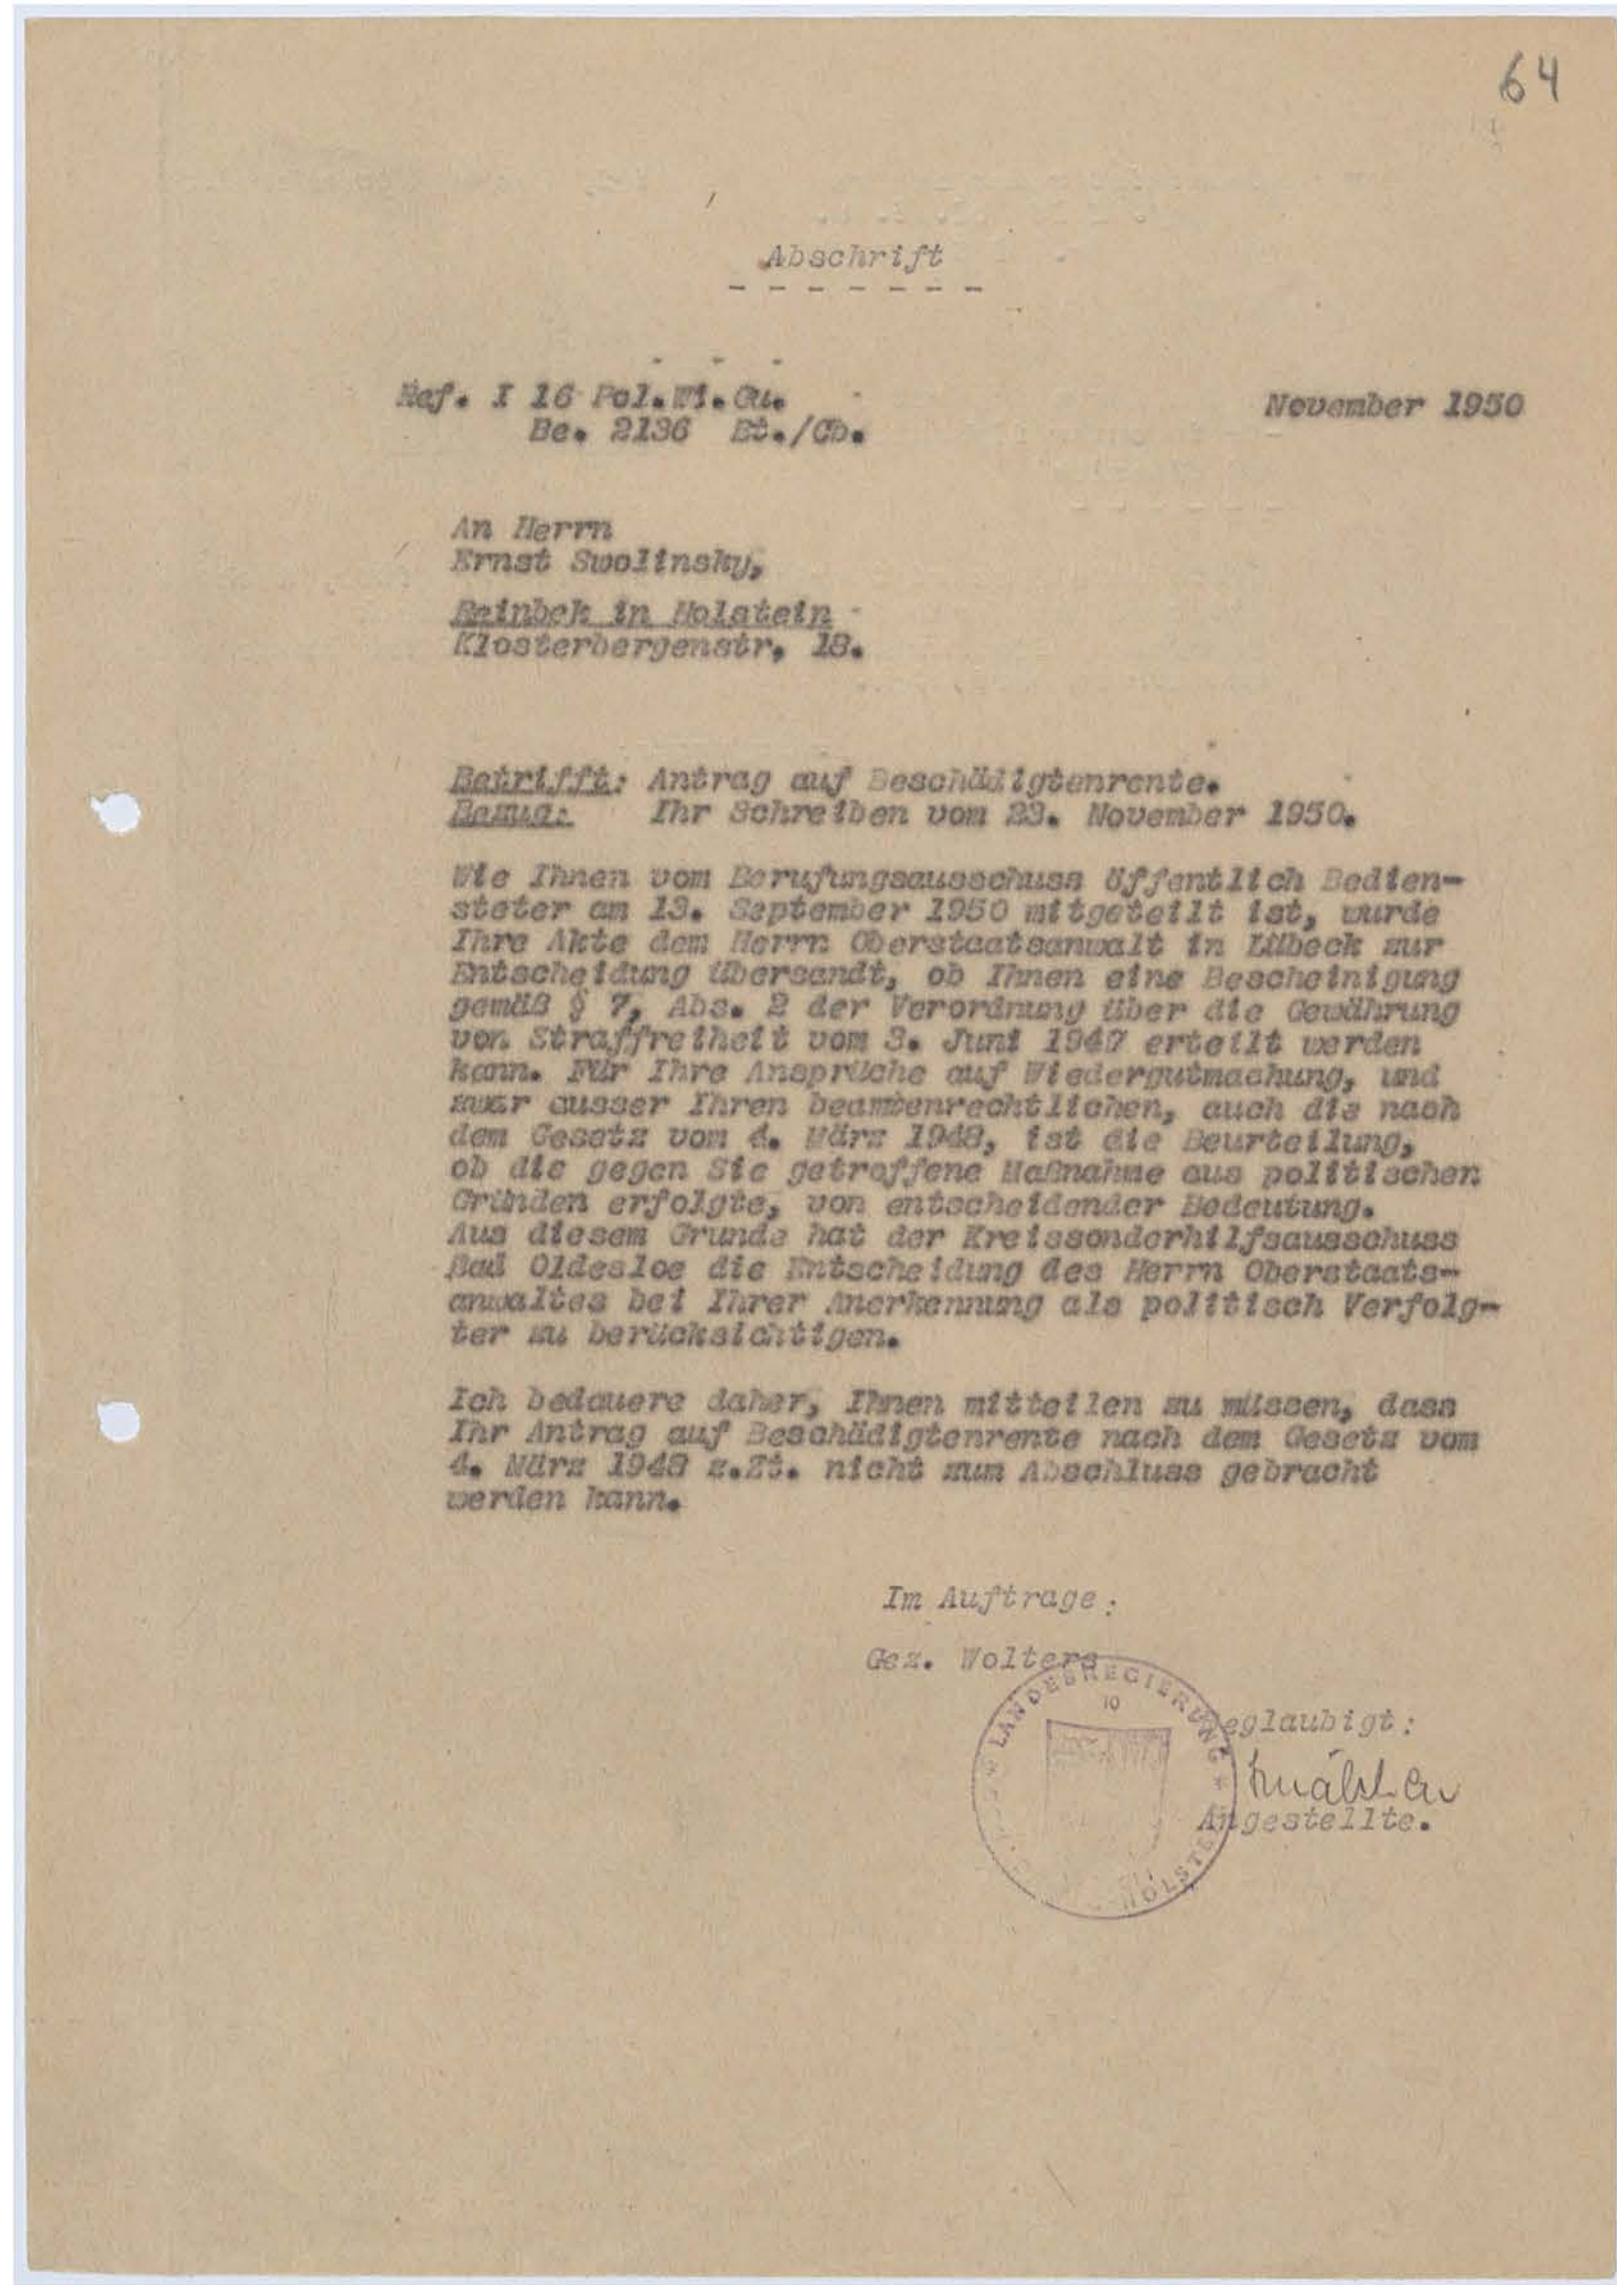 64
Abschrift
- - - - - - -
Ref. I 16 Pol.Wi.Gu.
Be. 2136 Et./Cb.
November 1950
An Herrn
Ernst Swolinsky,
Reinbek in Holstein
Klosterbergenstr, 18.
Betrifft: Antrag auf Beschädigtenrente.
Bezug: Ihr Schreiben vom 23. November 1950.
Wie Ihnen vom Berufungsausschuss öffentlich Bedien-
steter am 13. September 1950 mitgeteilt ist, wurde
Ihre Akte dem Herrn Oberstaatsanwalt in Lübeck zur
Entscheidung übersandt, ob Ihnen eine Bescheinigung
gemäß § 7, Abs. 2 der Verordnung über die Gewährung
von Straffreiheit vom 3. Juni 1947 erteilt werden
kann. Für Ihre Ansprüche auf Wiedergutmachung, und
zwar ausser Ihren beamtenrechtlichen, auch die nach
dem Gesetz vom 4. März 1948, ist die Beurteilung,
ob die gegen Sie getroffene Maßnahme aus politischen
Gründen erfolgte, von entscheidender Bedeutung.
Aus diesem Grunde hat der Kreissonderhilfsausschuss
Bad Oldesloe die Entscheidung des Herrn Oberstaats-
anwaltes bei Ihrer Anerkennung als politisch Verfolg-
ter zu berücksichtigen.
Ich bedauere daher, Ihnen mitteilen zu müssen, dass
Ihr Antrag auf Beschädigtenrente nach dem Gesetz vom
4. März 1948 z.Zt. nicht zum Abschluss gebracht
werden kann.
Im Auftrage:
Gez. Wolters
LANDESREGIERUNG
10
Beglaubigt:
Angestellte.